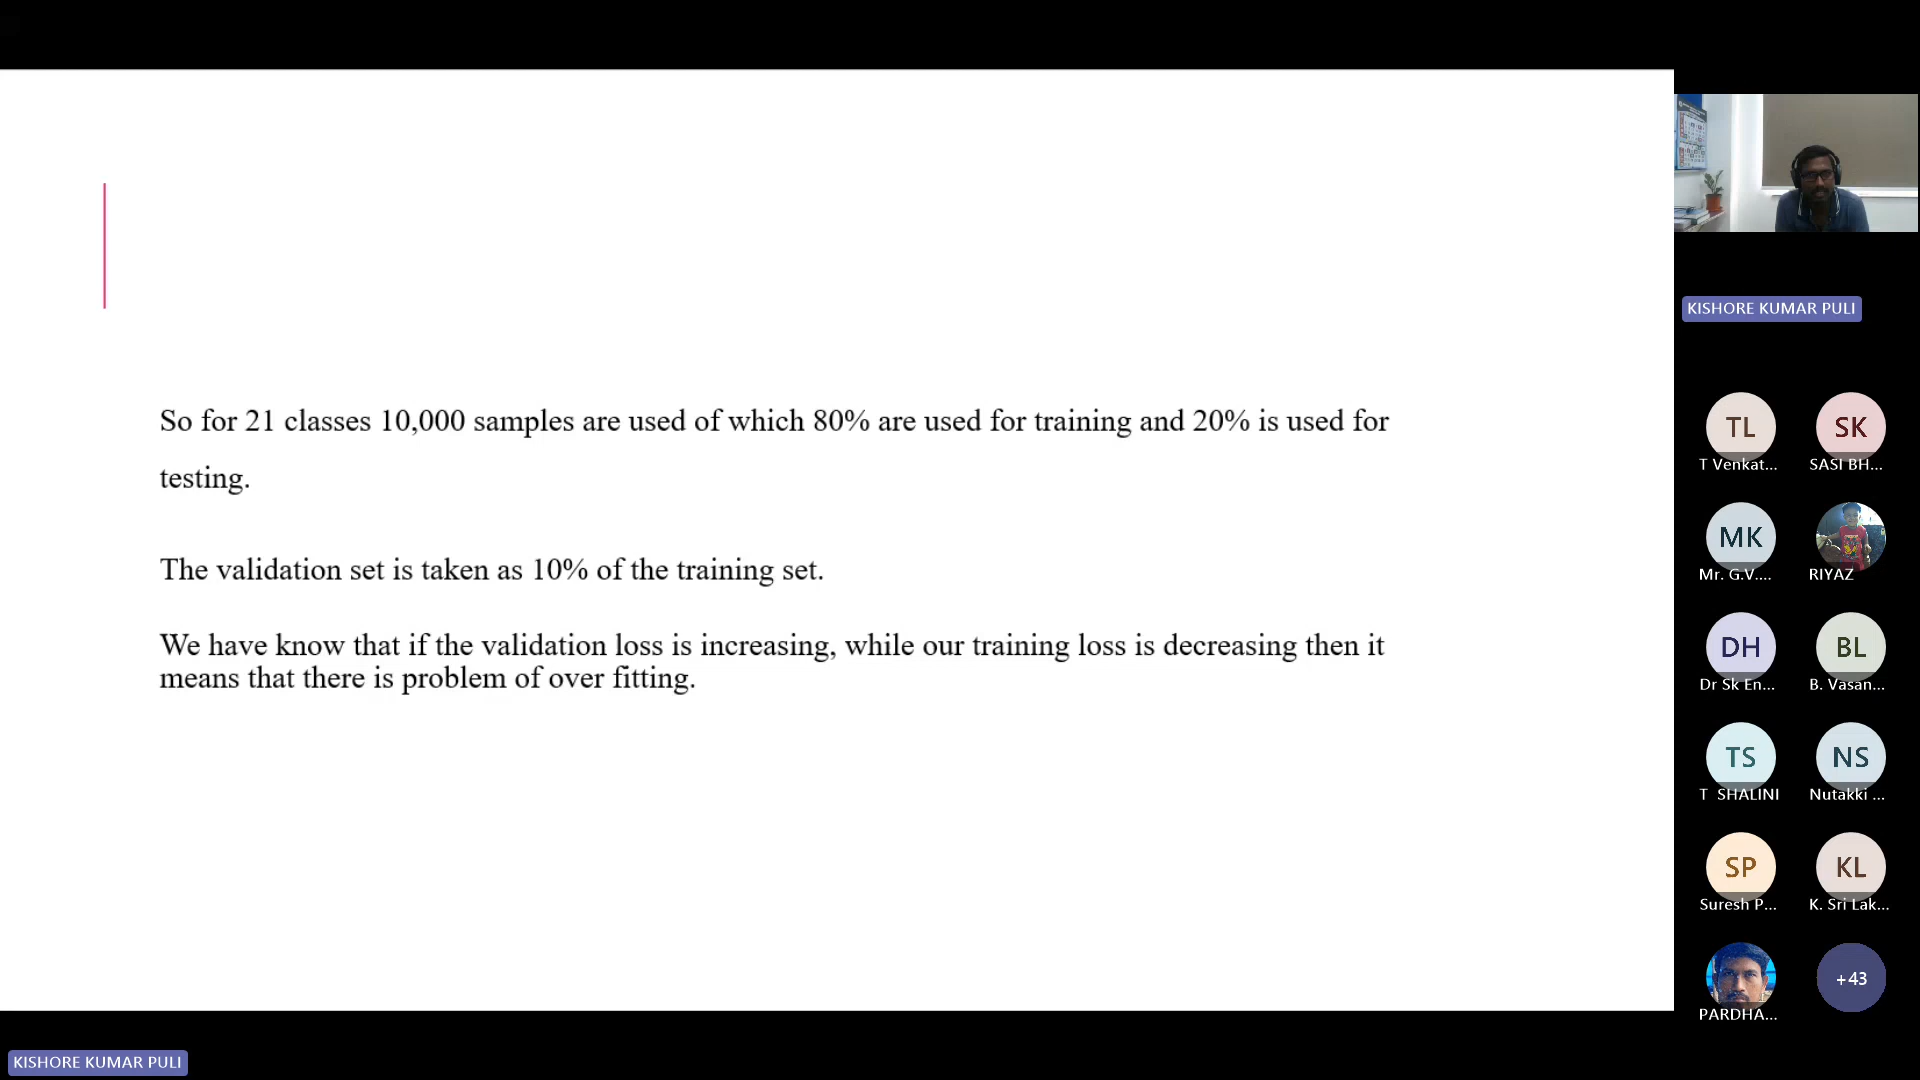 So for 21 classes 10,000 samples are used of which 80% are used for training and 20% is used for
testing.
The validation set is taken as 10% of the training set.
We have know that if the validation loss is increasing, while our training loss is decreasing then it
means that there is problem of over fitting.
KISHORE KUMAR PULI
TL
T Venkat...
SK
SASI BH...
MK
Mr. G.V....
RIYAZ
DH
Dr Sk En...
BL
B. Vasan...
TS
T SHALINI
NS
Nutakki ...
SP
Suresh P...
KL
K. Sri Lak...
PARDHA...
+43
KISHORE KUMAR PULI